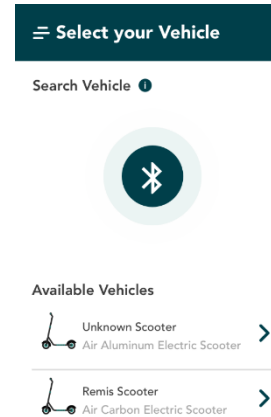 Select your Vehicle
Search Vehicle
Available Vehicles
Unknown Scooter
Air Aluminum Electric Scooter
Remis Scooter
Air Carbon Electric Scooter